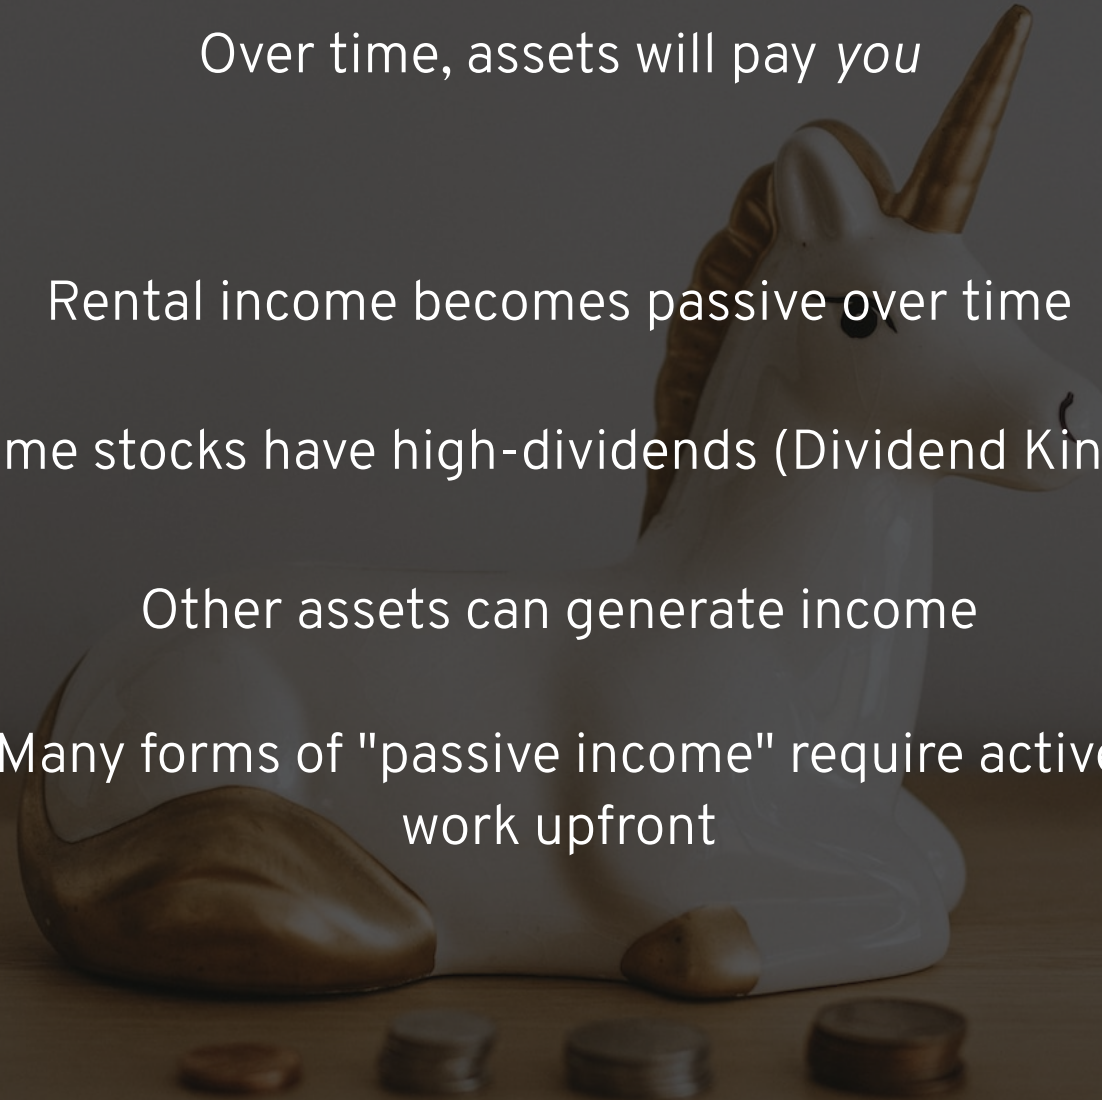 Over time, assets will pay you
Rental income becomes passive over time
me stocks have high-dividends (Dividend Kin
Other assets can generate income
Many forms of "passive income" require active
work upfront